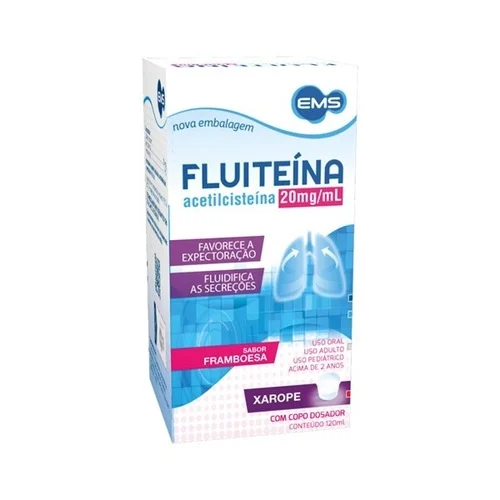 EMS
nova embalagem
FLUITEÍNA
acetilcisteína 20mg/mL
FAVORECE A
EXPECTORAÇÃO
FLUIDIFICA
AS SECREÇÕES
SABOR
FRAMBOESA
USO ORAL
USO ADULTO
USO PEDIÁTRICO
ACIMA DE 2 ANOS
XAROPE
COM COPO DOSADOR
CONTEÚDO 120mL